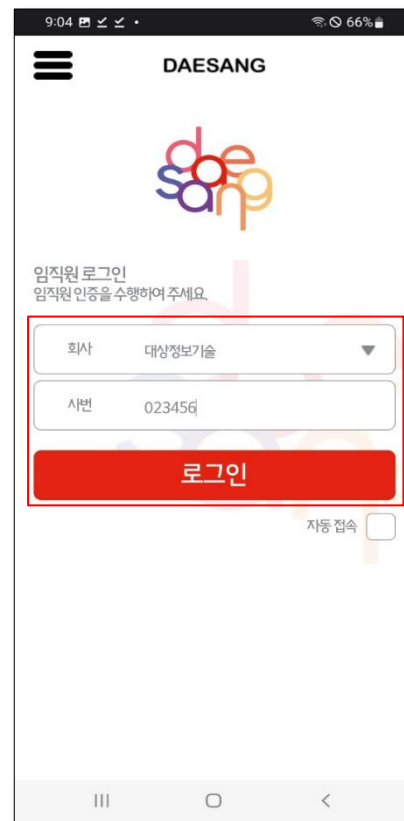 9:04 66%
DAESANG
daesang
임직원 로그인
임직원 인증을 수행하여 주세요.
회사 대상정보기술
사번 023456
로그인
자동 접속